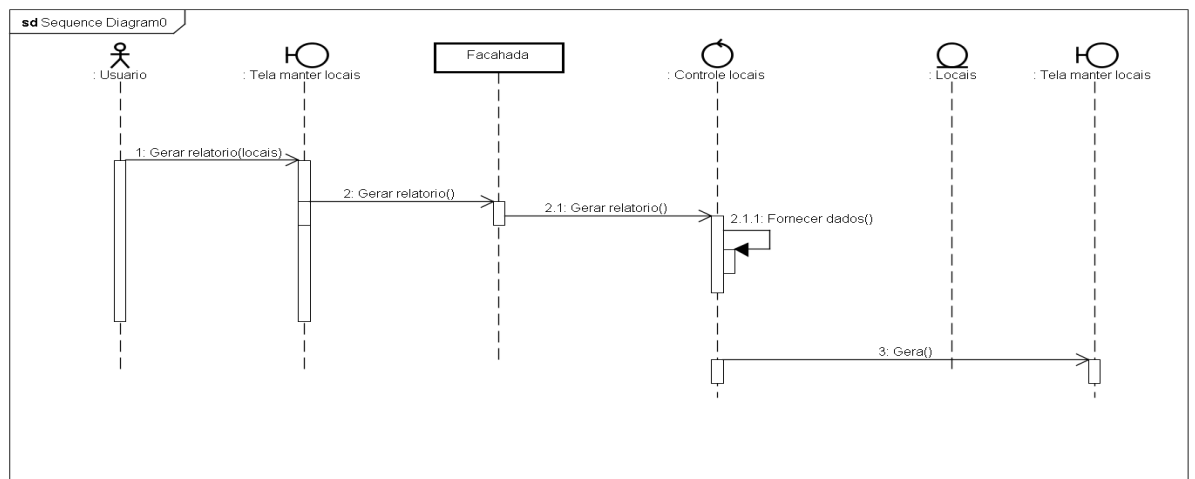 sd Sequence Diagram0
: Usuario
: Tela manter locais
Facahada
: Controle locais
: Locais
: Tela manter locais
1: Gerar relatorio(locais)
2: Gerar relatorio()
2.1: Gerar relatorio()
2.1.1: Fornecer dados()
3: Gera()